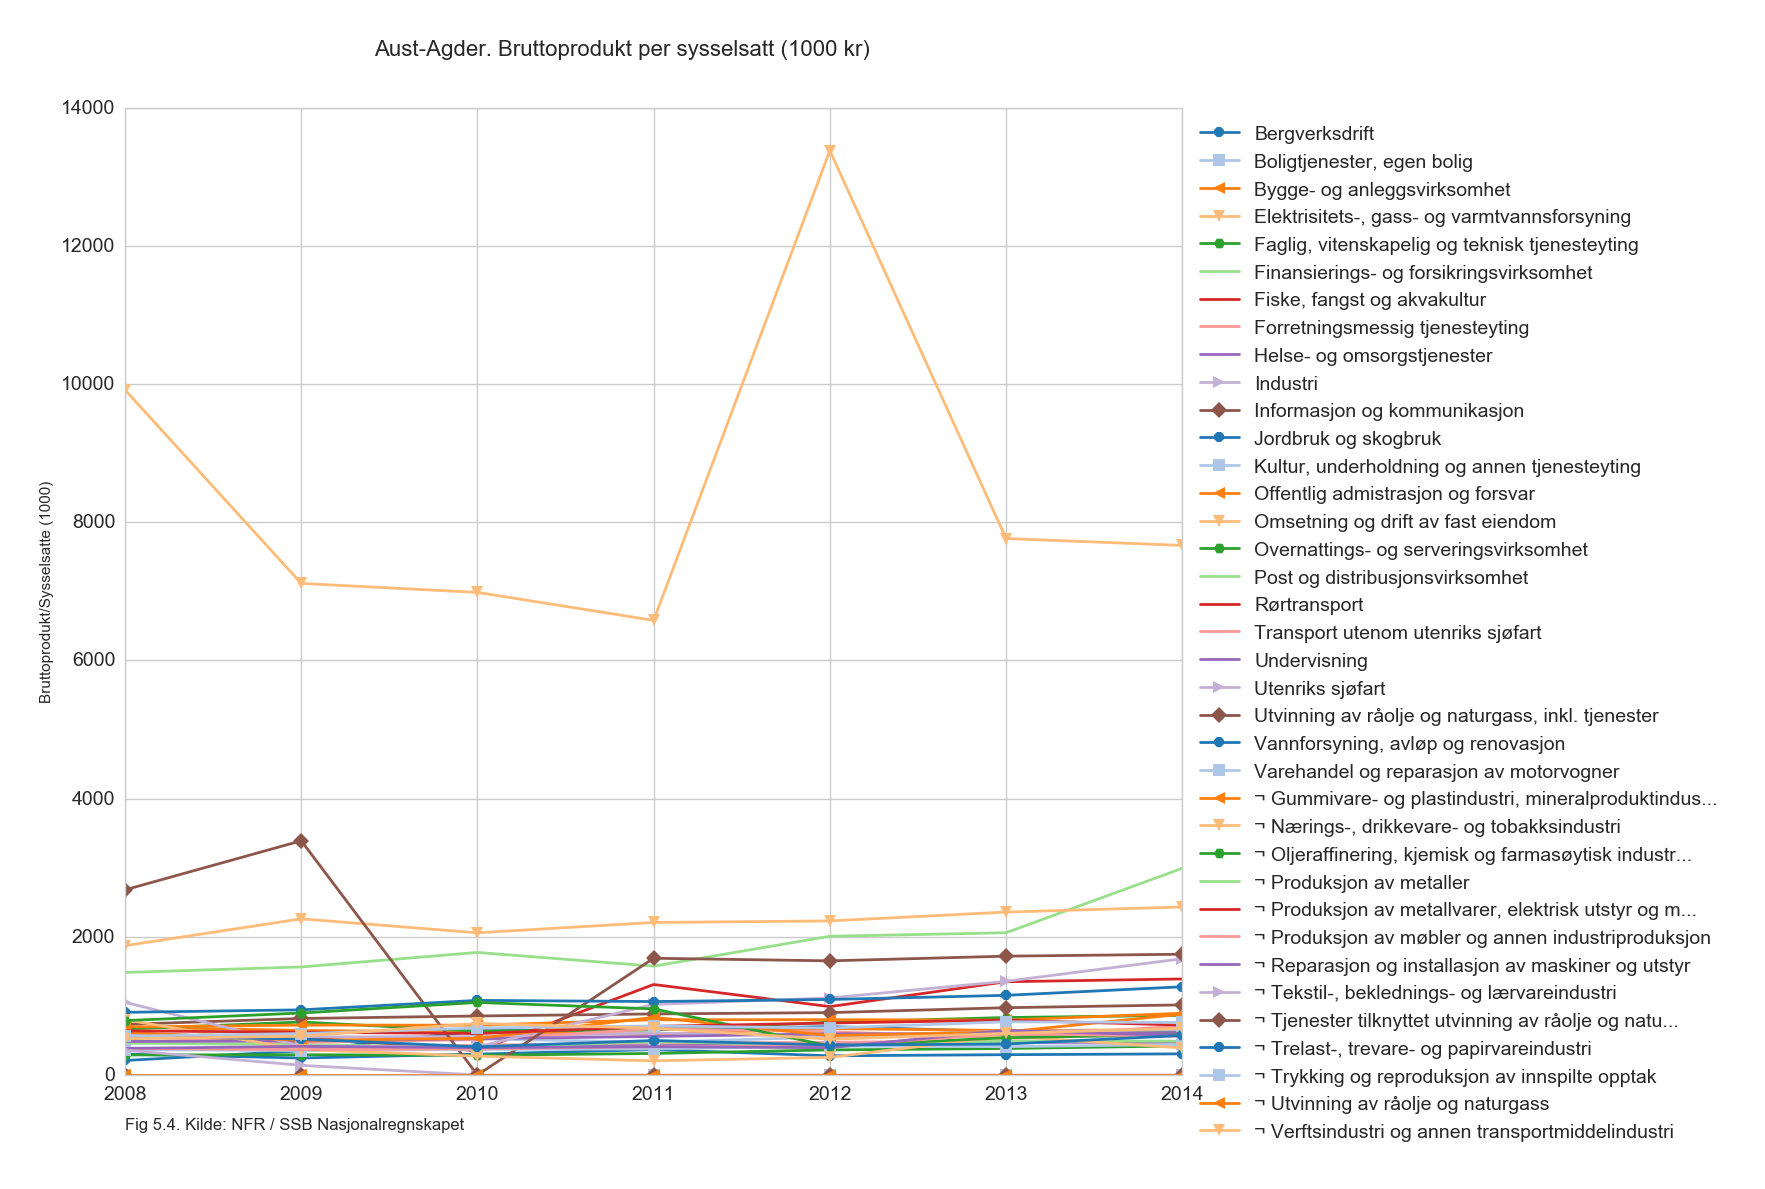 Aust-Agder. Bruttoprodukt per sysselsatt (1000 kr)
14000
12000
10000
8000
6000
4000
2000
0
Bruttoprodukt/Sysselsatte (1000)
2008 2009 2010 2011 2012 2013 2014
Fig 5.4. Kilde: NFR / SSB Nasjonalregnskapet
Bergverksdrift
Boligtjenester, egen bolig
Bygge- og anleggsvirksomhet
Elektrisitets-, gass- og varmtvannsforsyning
Faglig, vitenskapelig og teknisk tjenesteyting
Finansierings- og forsikringsvirksomhet
Fiske, fangst og akvakultur
Forretningsmessig tjenesteyting
Helse- og omsorgstjenester
Industri
Informasjon og kommunikasjon
Jordbruk og skogbruk
Kultur, underholdning og annen tjenesteyting
Offentlig admistrasjon og forsvar
Omsetning og drift av fast eiendom
Overnattings- og serveringsvirksomhet
Post og distribusjonsvirksomhet
Rørtransport
Transport utenom utenriks sjøfart
Undervisning
Utenriks sjøfart
Utvinning av råolje og naturgass, inkl. tjenester
Vannforsyning, avløp og renovasjon
Varehandel og reparasjon av motorvogner
¬ Gummivare- og plastindustri, mineralproduktindus...
¬ Nærings-, drikkevare- og tobakksindustri
¬ Oljeraffinering, kjemisk og farmasøytisk industr...
¬ Produksjon av metaller
¬ Produksjon av metallvarer, elektrisk utstyr og m...
¬ Produksjon av møbler og annen industriproduksjon
¬ Reparasjon og installasjon av maskiner og utstyr
¬ Tekstil-, beklednings- og lærvareindustri
¬ Tjenester tilknyttet utvinning av råolje og natu...
¬ Trelast-, trevare- og papirvareindustri
¬ Trykking og reproduksjon av innspilte opptak
¬ Utvinning av råolje og naturgass
¬ Verftsindustri og annen transportmiddelindustri